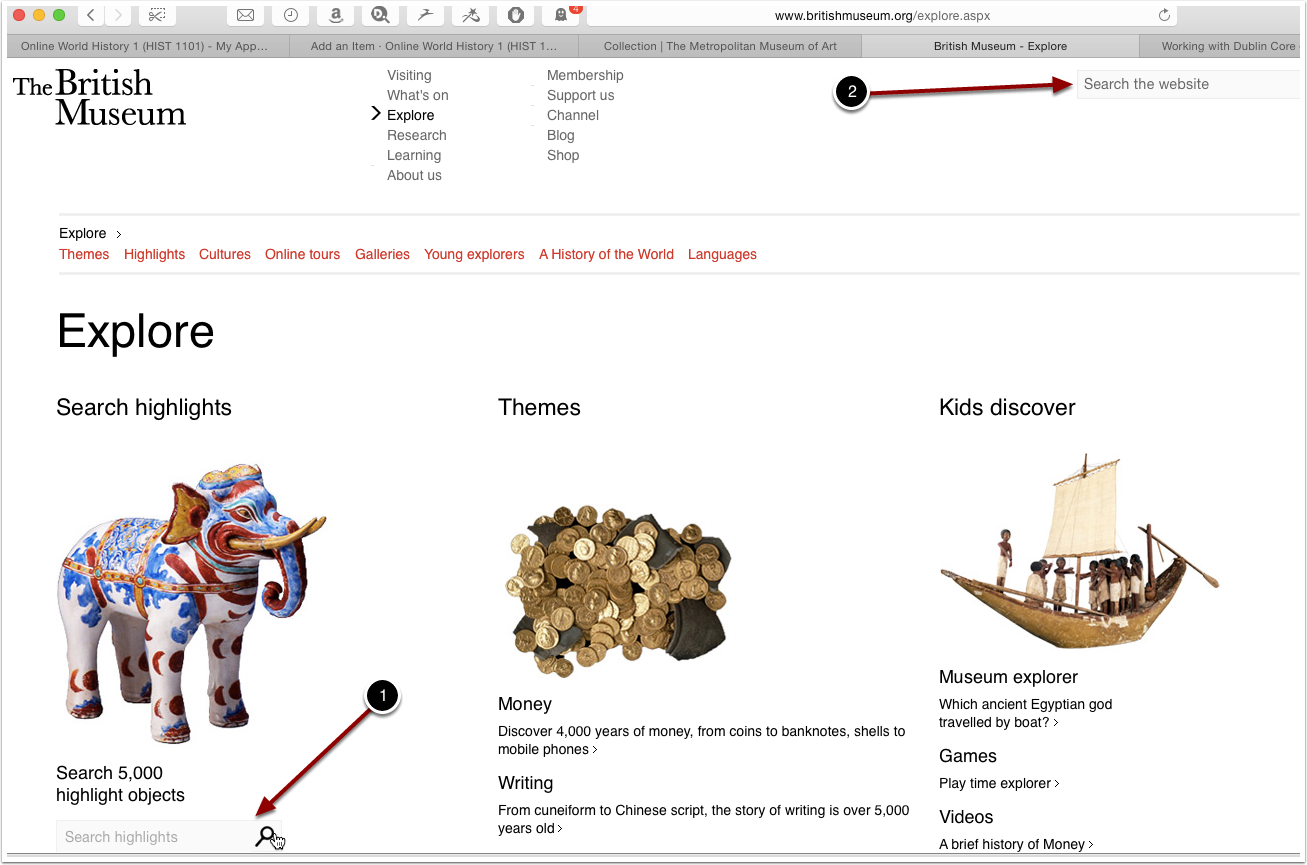 4
www.britishmuseum.org/explore.aspx
Online World History 1 (HIST 1101) - My App...
Add an Item · Online World History 1 (HIST 1...
Collection | The Metropolitan Museum of Art
British Museum - Explore
Working with Dublin Core
The British
Museum
Visiting
What's on
Explore
Research
Learning
About us
Membership
Support us
Channel
Blog
Shop
2
Search the website
Explore >
Themes Highlights Cultures Online tours Galleries Young explorers A History of the World Languages
Explore
Search highlights
Themes
Kids discover
1
Search 5,000
highlight objects
Search highlights
Money
Discover 4,000 years of money, from coins to banknotes, shells to
mobile phones >
Writing
From cuneiform to Chinese script, the story of writing is over 5,000
years old >
Museum explorer
Which ancient Egyptian god
travelled by boat? >
Games
Play time explorer >
Videos
A brief history of Money >